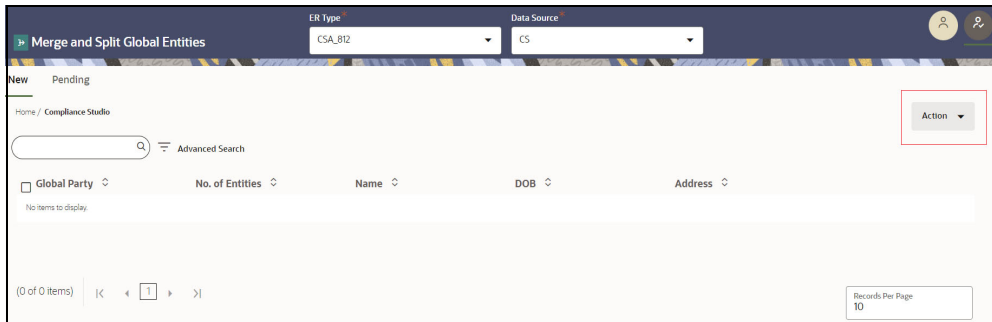 Merge and Split Global Entities
ER Type*
CSA_812
Data Source*
CS
New Pending
Home / Compliance Studio
Action
Advanced Search
Global Party No. of Entities Name DOB Address
No items to display.
(0 of 0 items) 1
Records Per Page
10